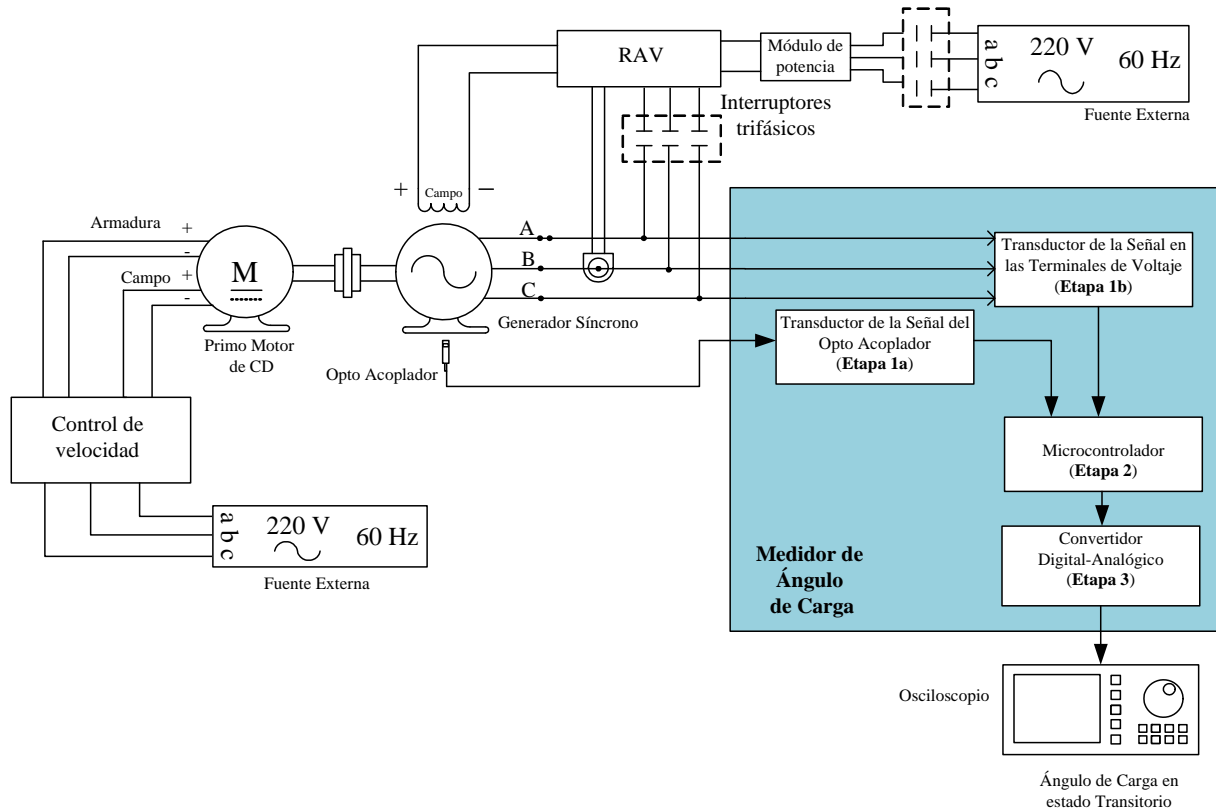 RAV
Módulo de
potencia
a b c
220 V
60 Hz
Fuente Externa
Interruptores
trifásicos
+
Campo
−
Armadura
+
-
Campo
+
-
M
Primo Motor
de CD
A
B
C
Generador Síncrono
Opto Acoplador
Transductor de la Señal en
las Terminales de Voltaje
(Etapa 1b)
Transductor de la Señal del
Opto Acoplador
(Etapa 1a)
Control de
velocidad
Microcontrolador
(Etapa 2)
a b c
220 V
60 Hz
Fuente Externa
Convertidor
Digital-Analógico
(Etapa 3)
Medidor de
Ángulo
de Carga
Osciloscopio
Ángulo de Carga en
estado Transitorio